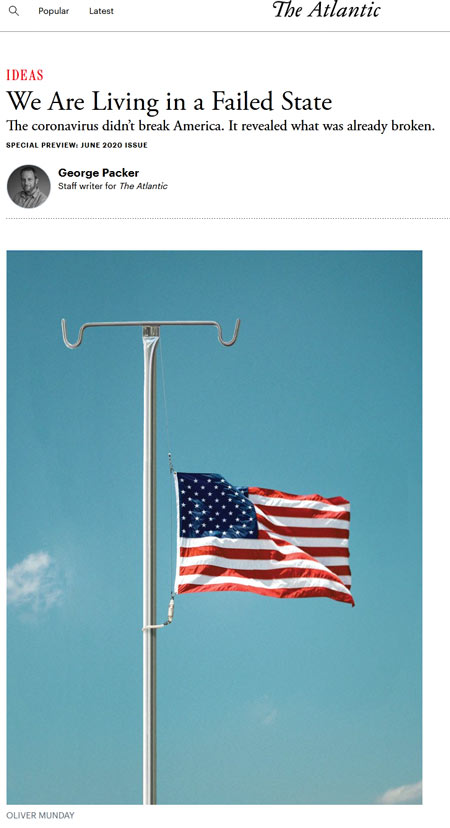 Popular Latest The Atlantic
IDEAS
We Are Living in a Failed State
The coronavirus didn’t break America. It revealed what was already broken.
SPECIAL PREVIEW: JUNE 2020 ISSUE
George Packer
Staff writer for The Atlantic
OLIVER MUNDAY